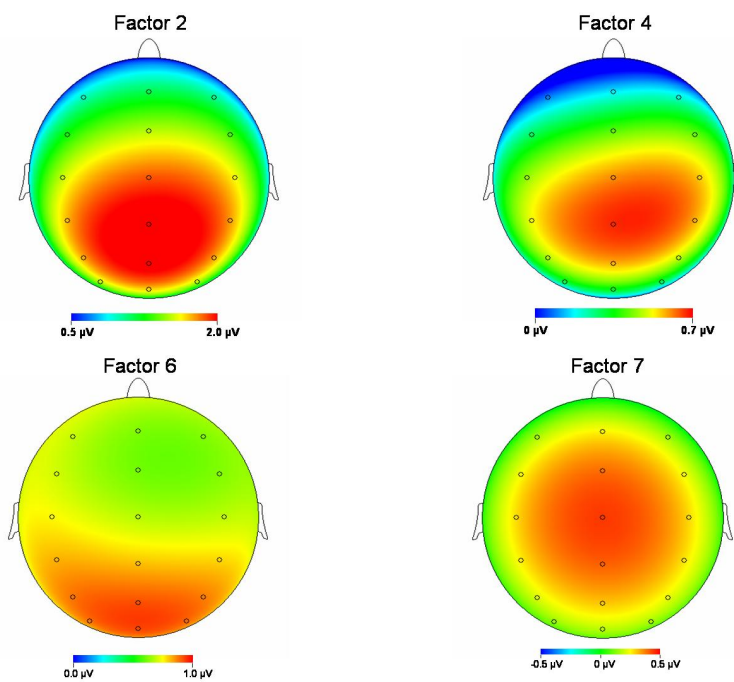 Factor 2
Factor 4
0.5 µV 2.0 µV
0 µV 0.7 µV
Factor 6
Factor 7
0.0 µV 1.0 µV
-0.5 µV 0 µV 0.5 µV